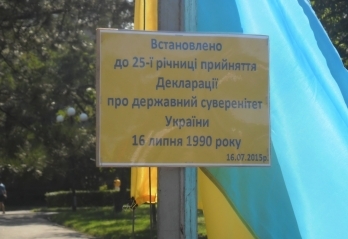 Встановлено
до 25-ї річниці прийняття
Декларації
про державний суверенітет
України
16 липня 1990 року
16.07.2015р.